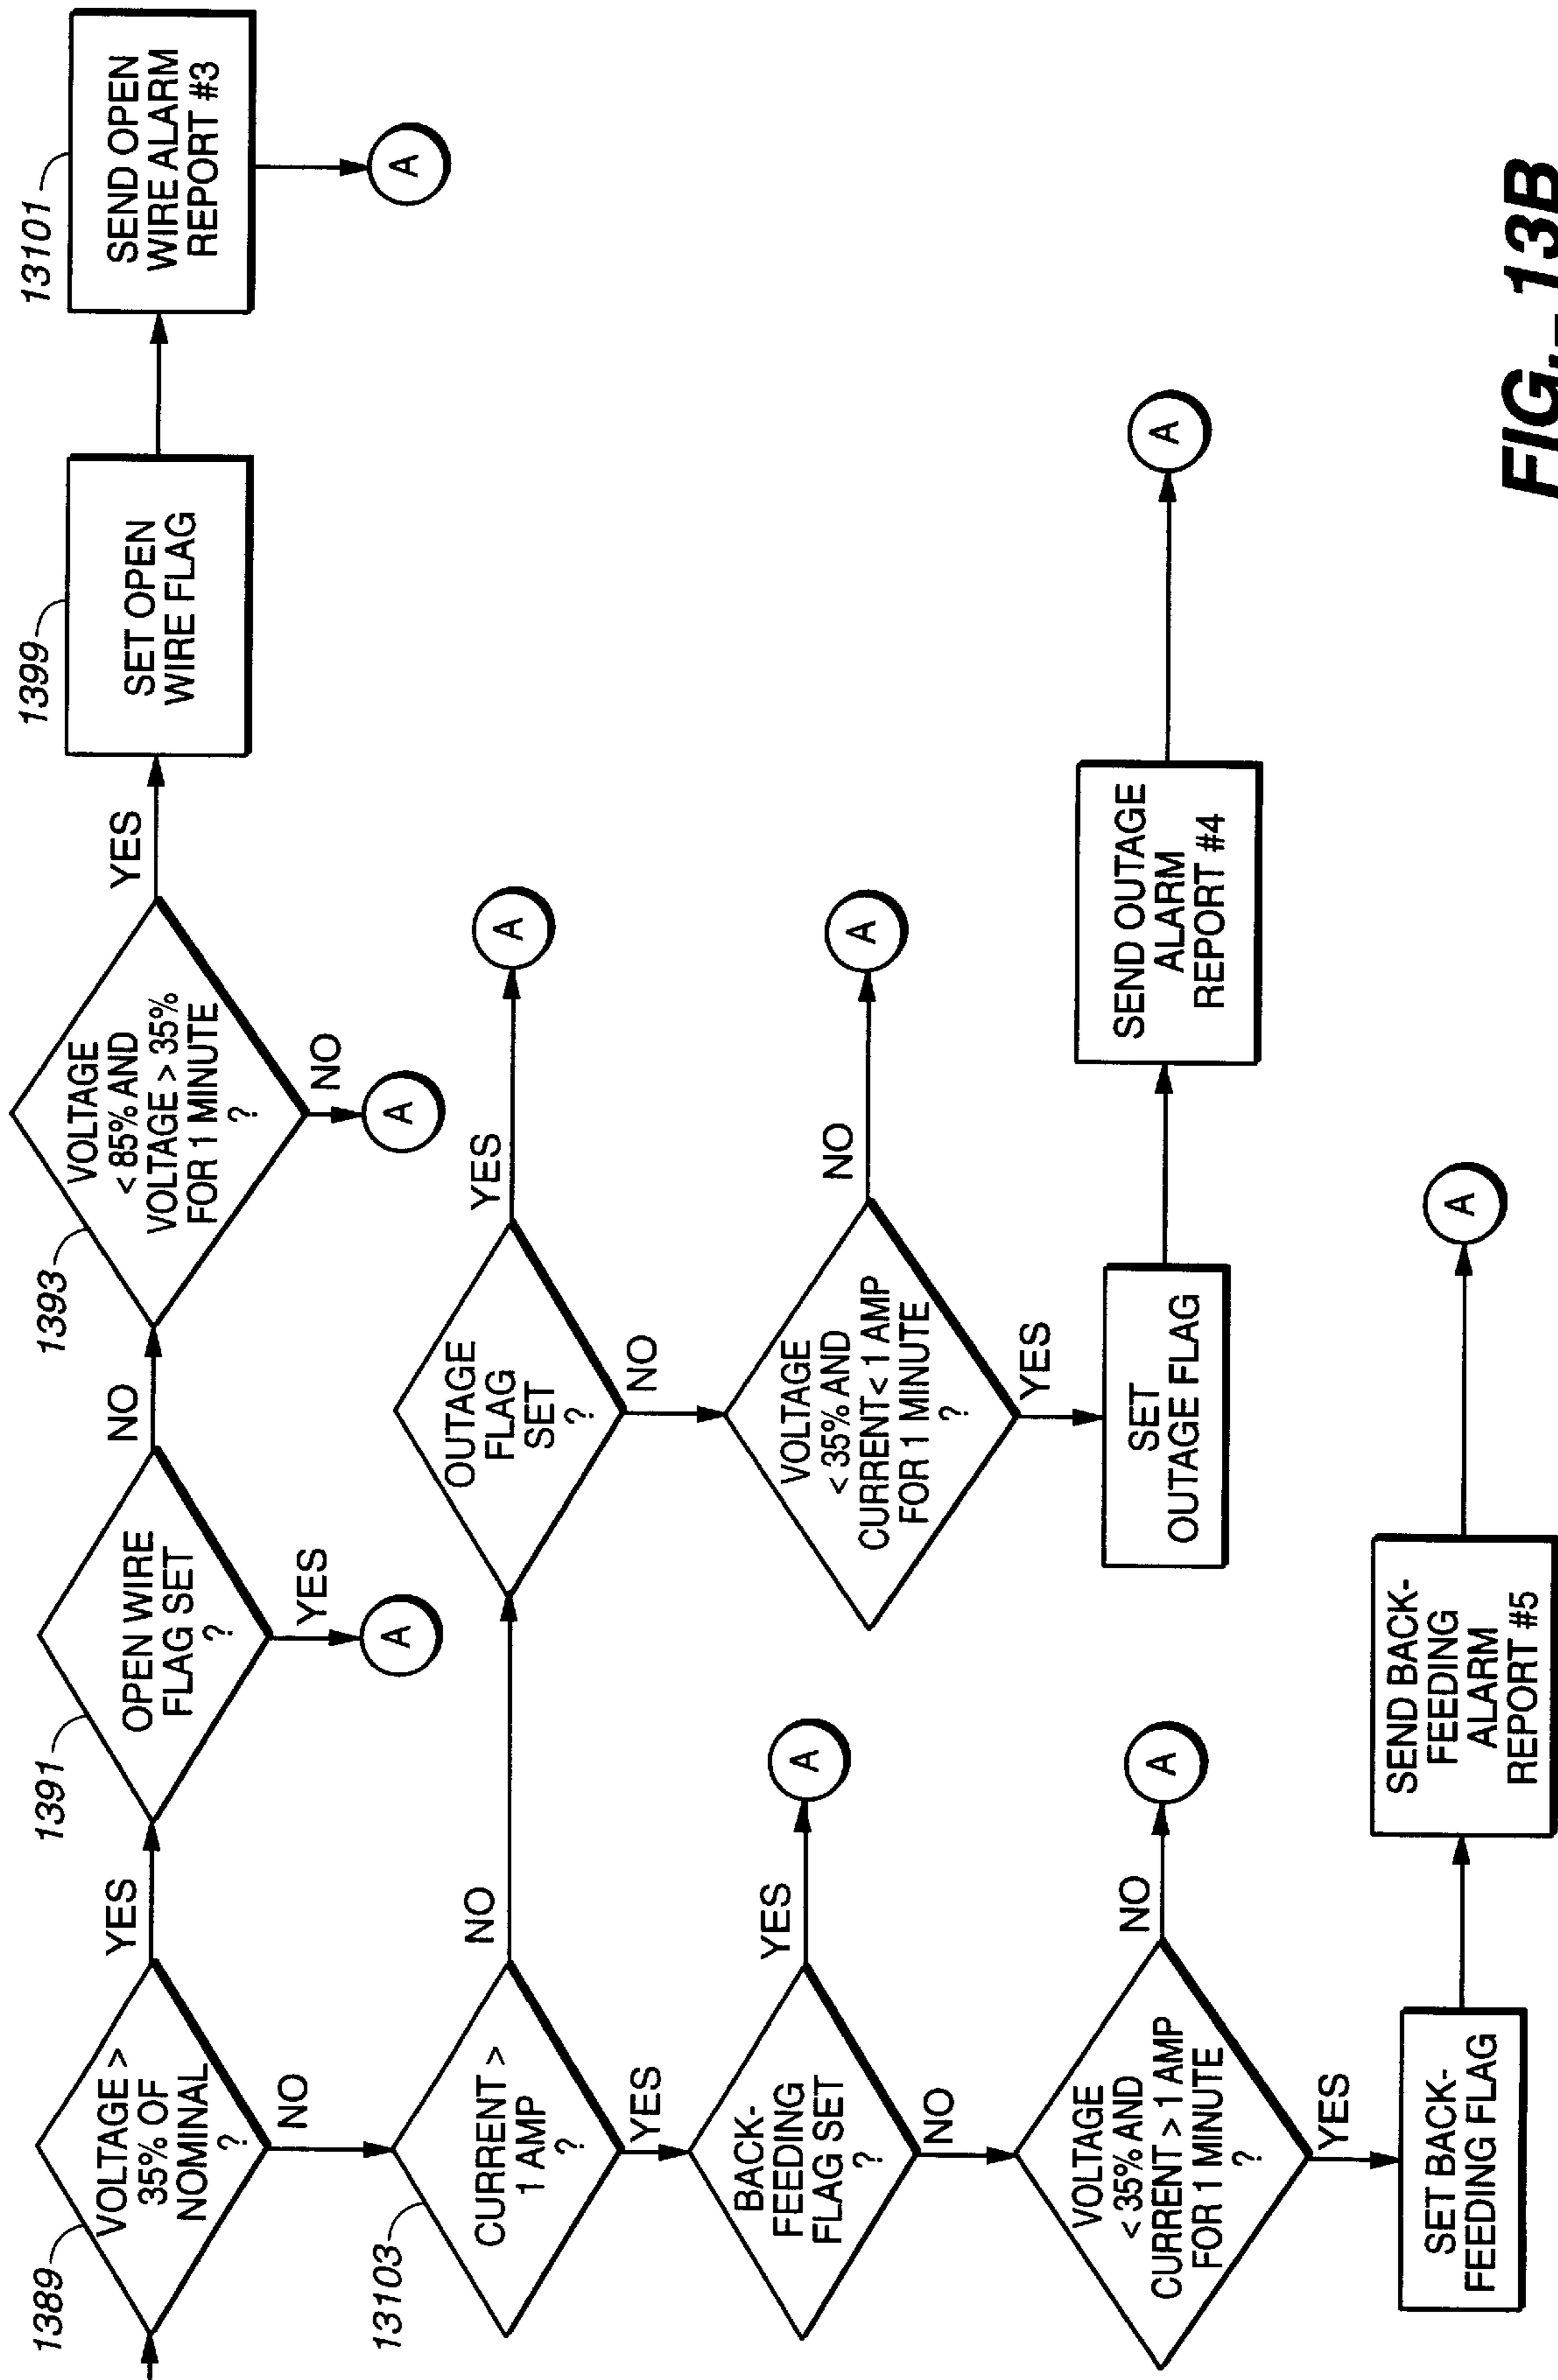 1389
VOLTAGE >
35% OF
NOMINAL
?
YES
NO
1391
OPEN WIRE
FLAG SET
?
NO
YES
A
1393
VOLTAGE
< 85% AND
VOLTAGE > 35%
FOR 1 MINUTE
?
YES
NO
A
1399
SET OPEN
WIRE FLAG
13101
SEND OPEN
WIRE ALARM
REPORT #3
A
13103
CURRENT >
1 AMP
?
NO
YES
OUTAGE
FLAG
SET
?
YES
A
NO
BACK-
FEEDING
FLAG SET
?
YES
A
NO
VOLTAGE
< 35% AND
CURRENT < 1 AMP
FOR 1 MINUTE
?
NO
A
YES
VOLTAGE
< 35% AND
CURRENT > 1 AMP
FOR 1 MINUTE
?
NO
A
YES
SET
OUTAGE FLAG
SEND OUTAGE
ALARM
REPORT #4
A
SET BACK-
FEEDING FLAG
SEND BACK-
FEEDING
ALARM
REPORT #5
A
FIG.–13B